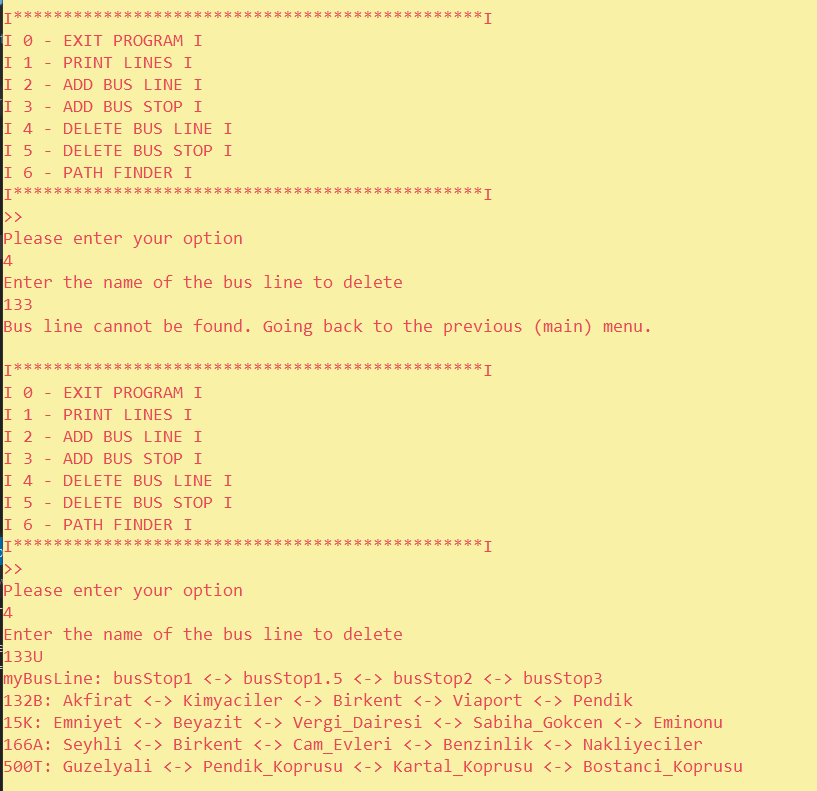 I***********************************************I
I 0 - EXIT PROGRAM I
I 1 - PRINT LINES I
I 2 - ADD BUS LINE I
I 3 - ADD BUS STOP I
I 4 - DELETE BUS LINE I
I 5 - DELETE BUS STOP I
I 6 - PATH FINDER I
I***********************************************I
>>
Please enter your option
4
Enter the name of the bus line to delete
133
Bus line cannot be found. Going back to the previous (main) menu.
I***********************************************I
I 0 - EXIT PROGRAM I
I 1 - PRINT LINES I
I 2 - ADD BUS LINE I
I 3 - ADD BUS STOP I
I 4 - DELETE BUS LINE I
I 5 - DELETE BUS STOP I
I 6 - PATH FINDER I
I***********************************************I
>>
Please enter your option
4
Enter the name of the bus line to delete
133U
myBusLine: busStop1 <-> busStop1.5 <-> busStop2 <-> busStop3
132B: Akfirat <-> Kimyaciler <-> Birkent <-> Viaport <-> Pendik
15K: Emniyet <-> Beyazit <-> Vergi_Dairesi <-> Sabiha_Gokcen <-> Eminonu
166A: Seyhli <-> Birkent <-> Cam_Evleri <-> Benzinlik <-> Nakliyeciler
500T: Guzelyali <-> Pendik_Koprusu <-> Kartal_Koprusu <-> Bostanci_Koprusu